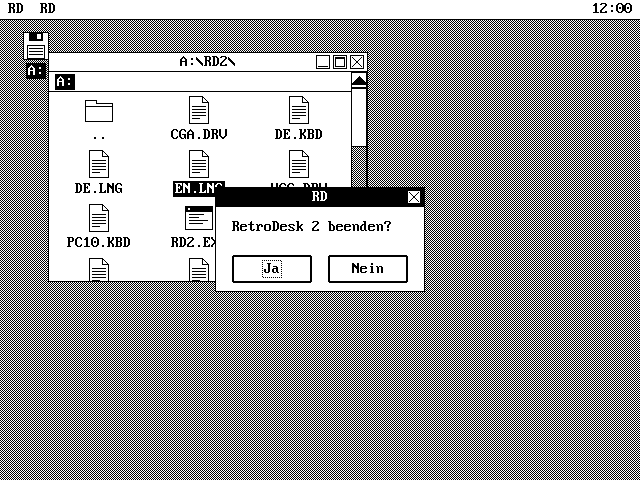 RD RD 12:00
A:\RD2\
A:
A:
..
CGA.DRV
DE.KBD
DE.LNG
EN.LNG
PC10.KBD
RD
RetroDesk 2 beenden?
Ja
Nein